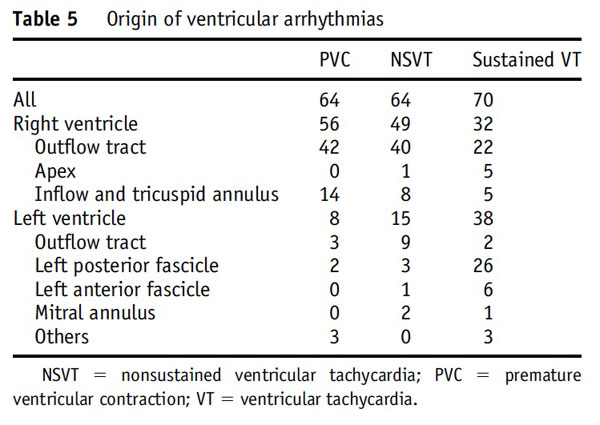 Table 5 Origin of ventricular arrhythmias
PVC NSVT Sustained VT
All 64 64 70
Right ventricle 56 49 32
Outflow tract 42 40 22
Apex 0 1 5
Inflow and tricuspid annulus 14 8 5
Left ventricle 8 15 38
Outflow tract 3 9 2
Left posterior fascicle 2 3 26
Left anterior fascicle 0 1 6
Mitral annulus 0 2 1
Others 3 0 3
NSVT = nonsustained ventricular tachycardia; PVC = premature
ventricular contraction; VT = ventricular tachycardia.